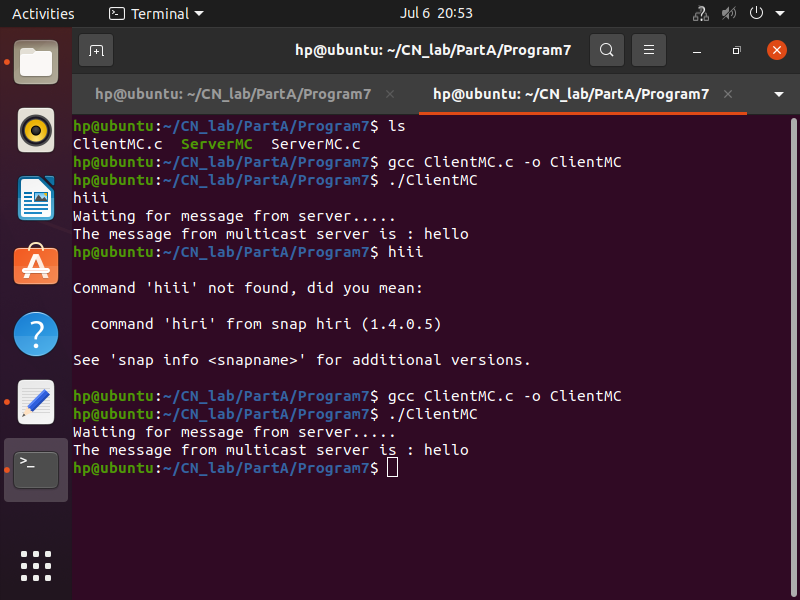 Activities Terminal Jul 6 20:53
hp@ubuntu: ~/CN_lab/PartA/Program7
hp@ubuntu: ~/CN_lab/PartA/Program7 hp@ubuntu: ~/CN_lab/PartA/Program7
hp@ubuntu:~/CN_lab/PartA/Program7$ ls
ClientMC.c  ServerMC  ServerMC.c
hp@ubuntu:~/CN_lab/PartA/Program7$ gcc ClientMC.c -o ClientMC
hp@ubuntu:~/CN_lab/PartA/Program7$ ./ClientMC
hiii
Waiting for message from server.....
The message from multicast server is : hello
hp@ubuntu:~/CN_lab/PartA/Program7$ hiii
Command 'hiii' not found, did you mean:
  command 'hiri' from snap hiri (1.4.0.5)
See 'snap info <snapname>' for additional versions.
hp@ubuntu:~/CN_lab/PartA/Program7$ gcc ClientMC.c -o ClientMC
hp@ubuntu:~/CN_lab/PartA/Program7$ ./ClientMC
Waiting for message from server.....
The message from multicast server is : hello
hp@ubuntu:~/CN_lab/PartA/Program7$